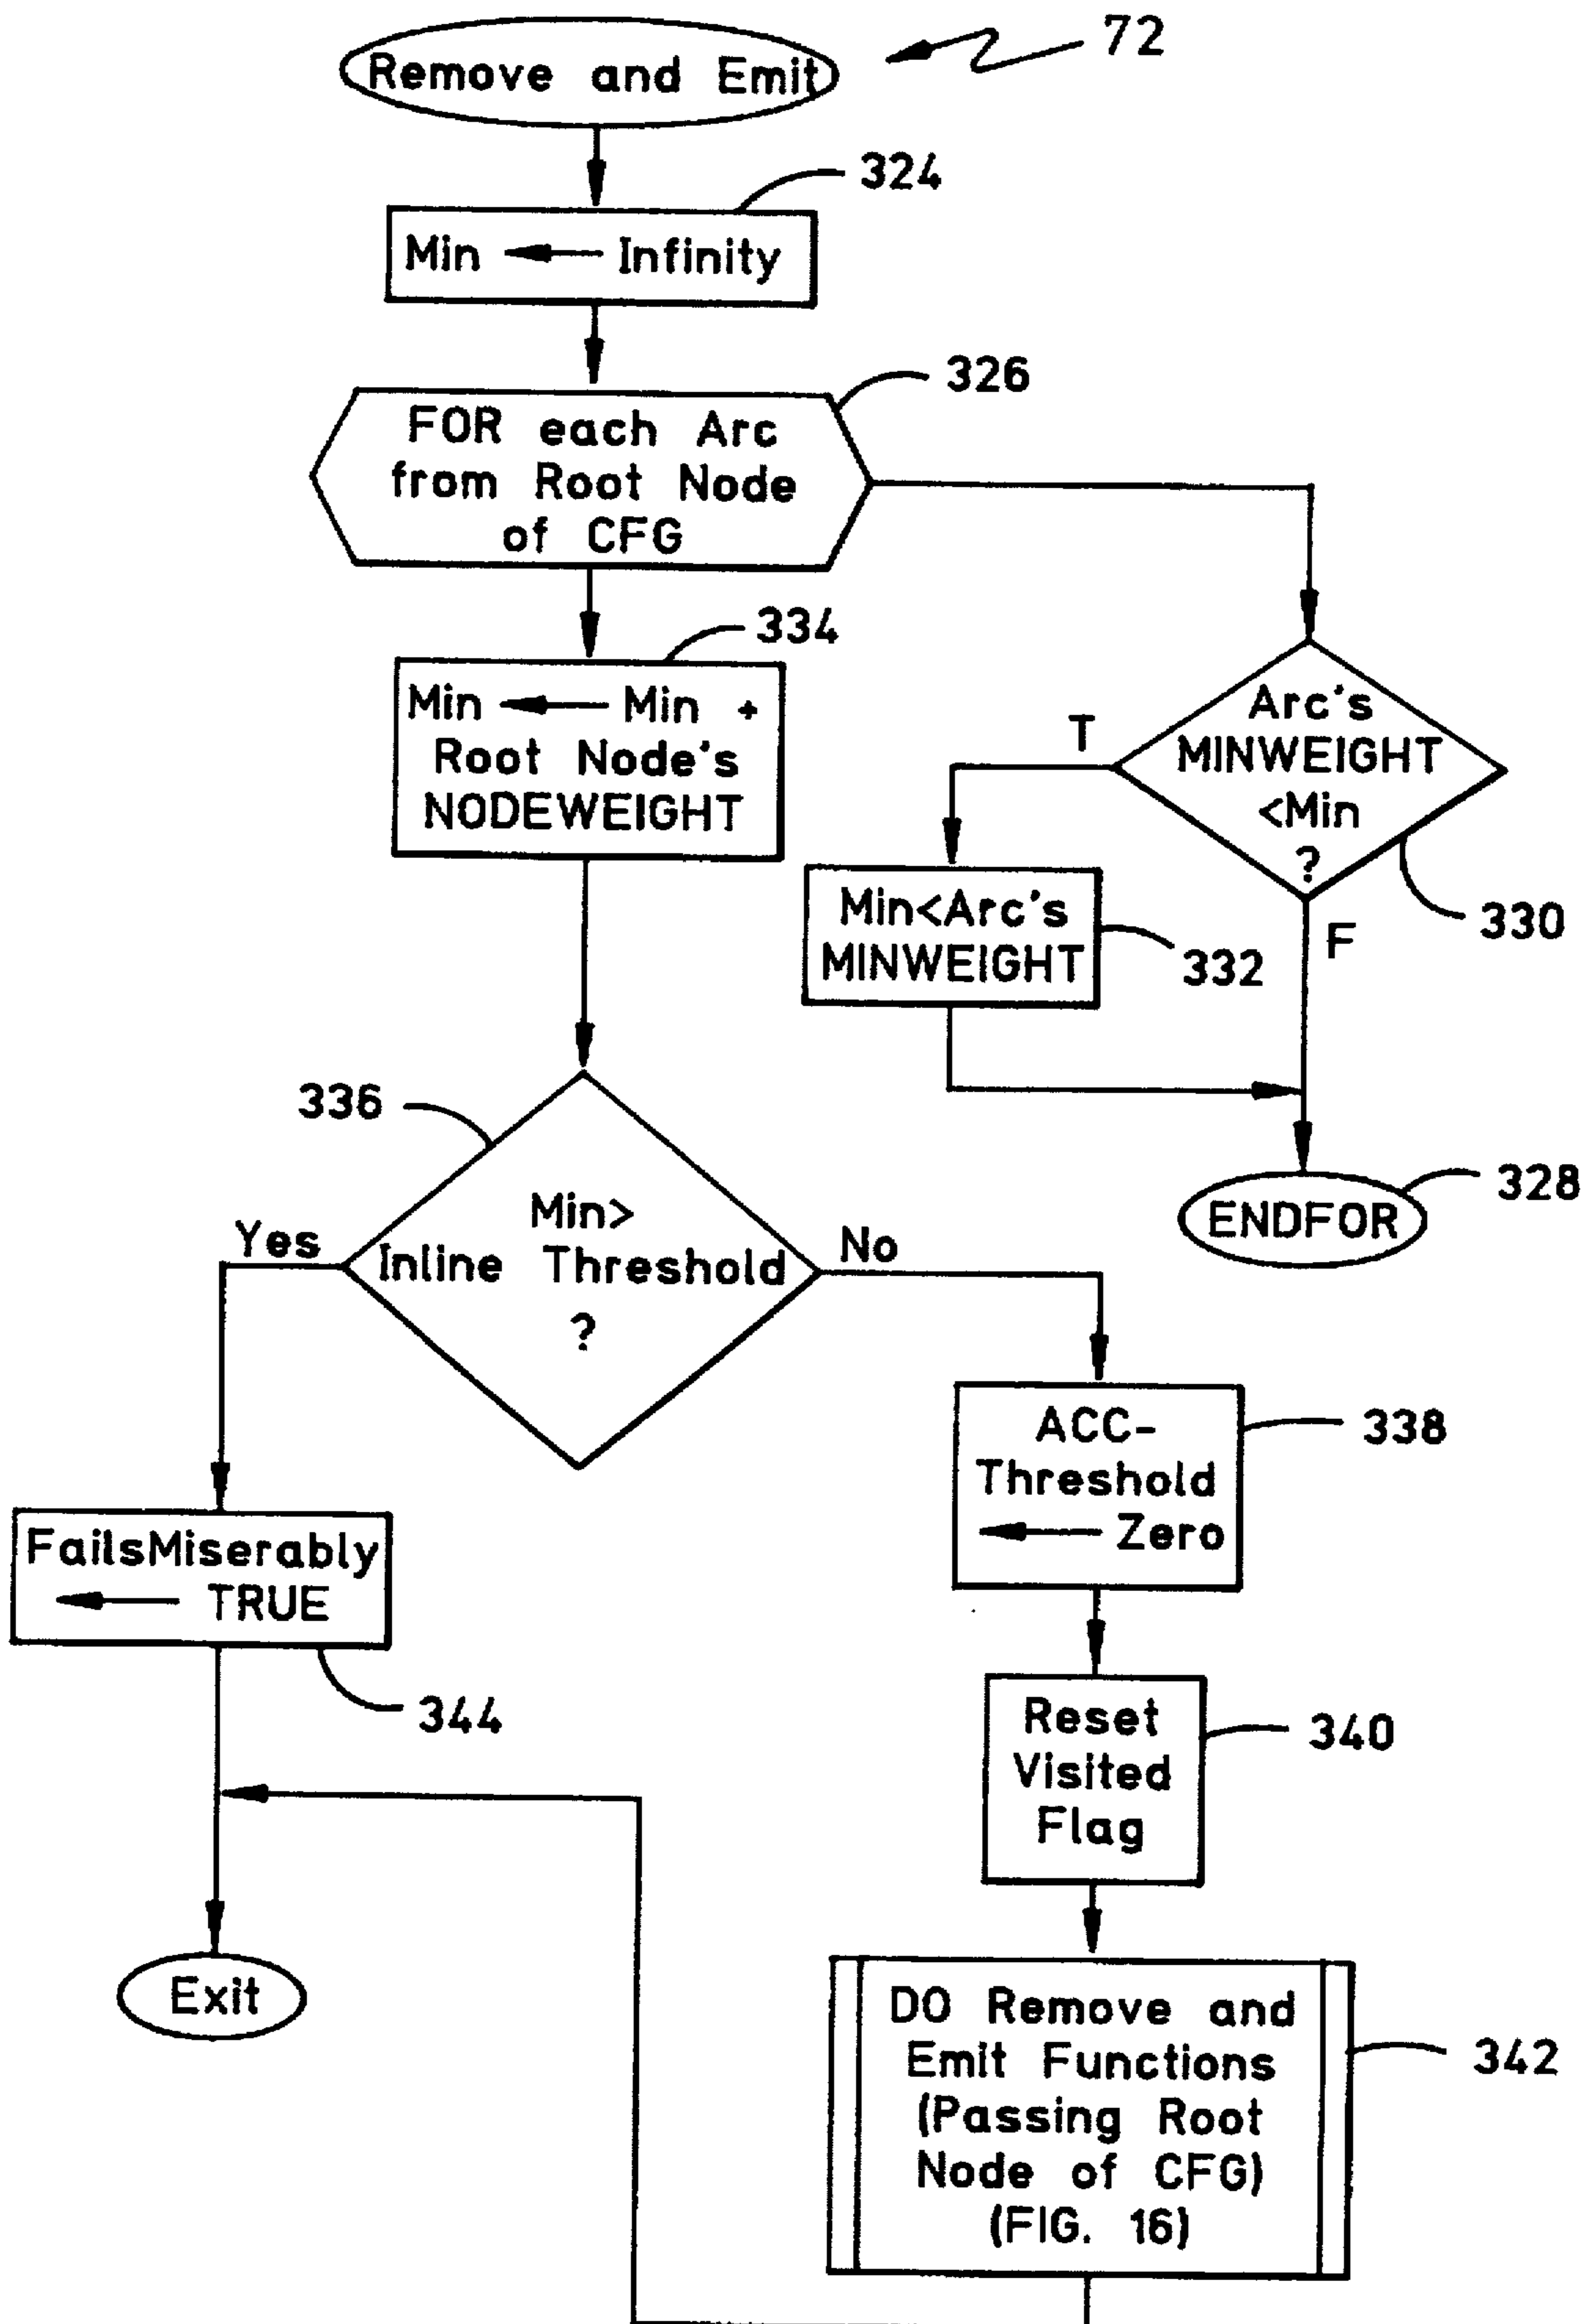 Remove and Emit
72
324
Min ← Infinity
326
FOR each Arc
from Root Node
of CFG
334
Min ← Min +
Root Node's
NODEWEIGHT
T
Arc's
MINWEIGHT
<Min
?
330
F
Min<Arc's
MINWEIGHT
332
328
ENDFOR
336
Min>
Inline Threshold
?
Yes
No
ACC-
Threshold
← Zero
338
FailsMiserably
← TRUE
344
Reset
Visited
Flag
340
Exit
DO Remove and
Emit Functions
(Passing Root
Node of CFG)
(FIG. 16)
342